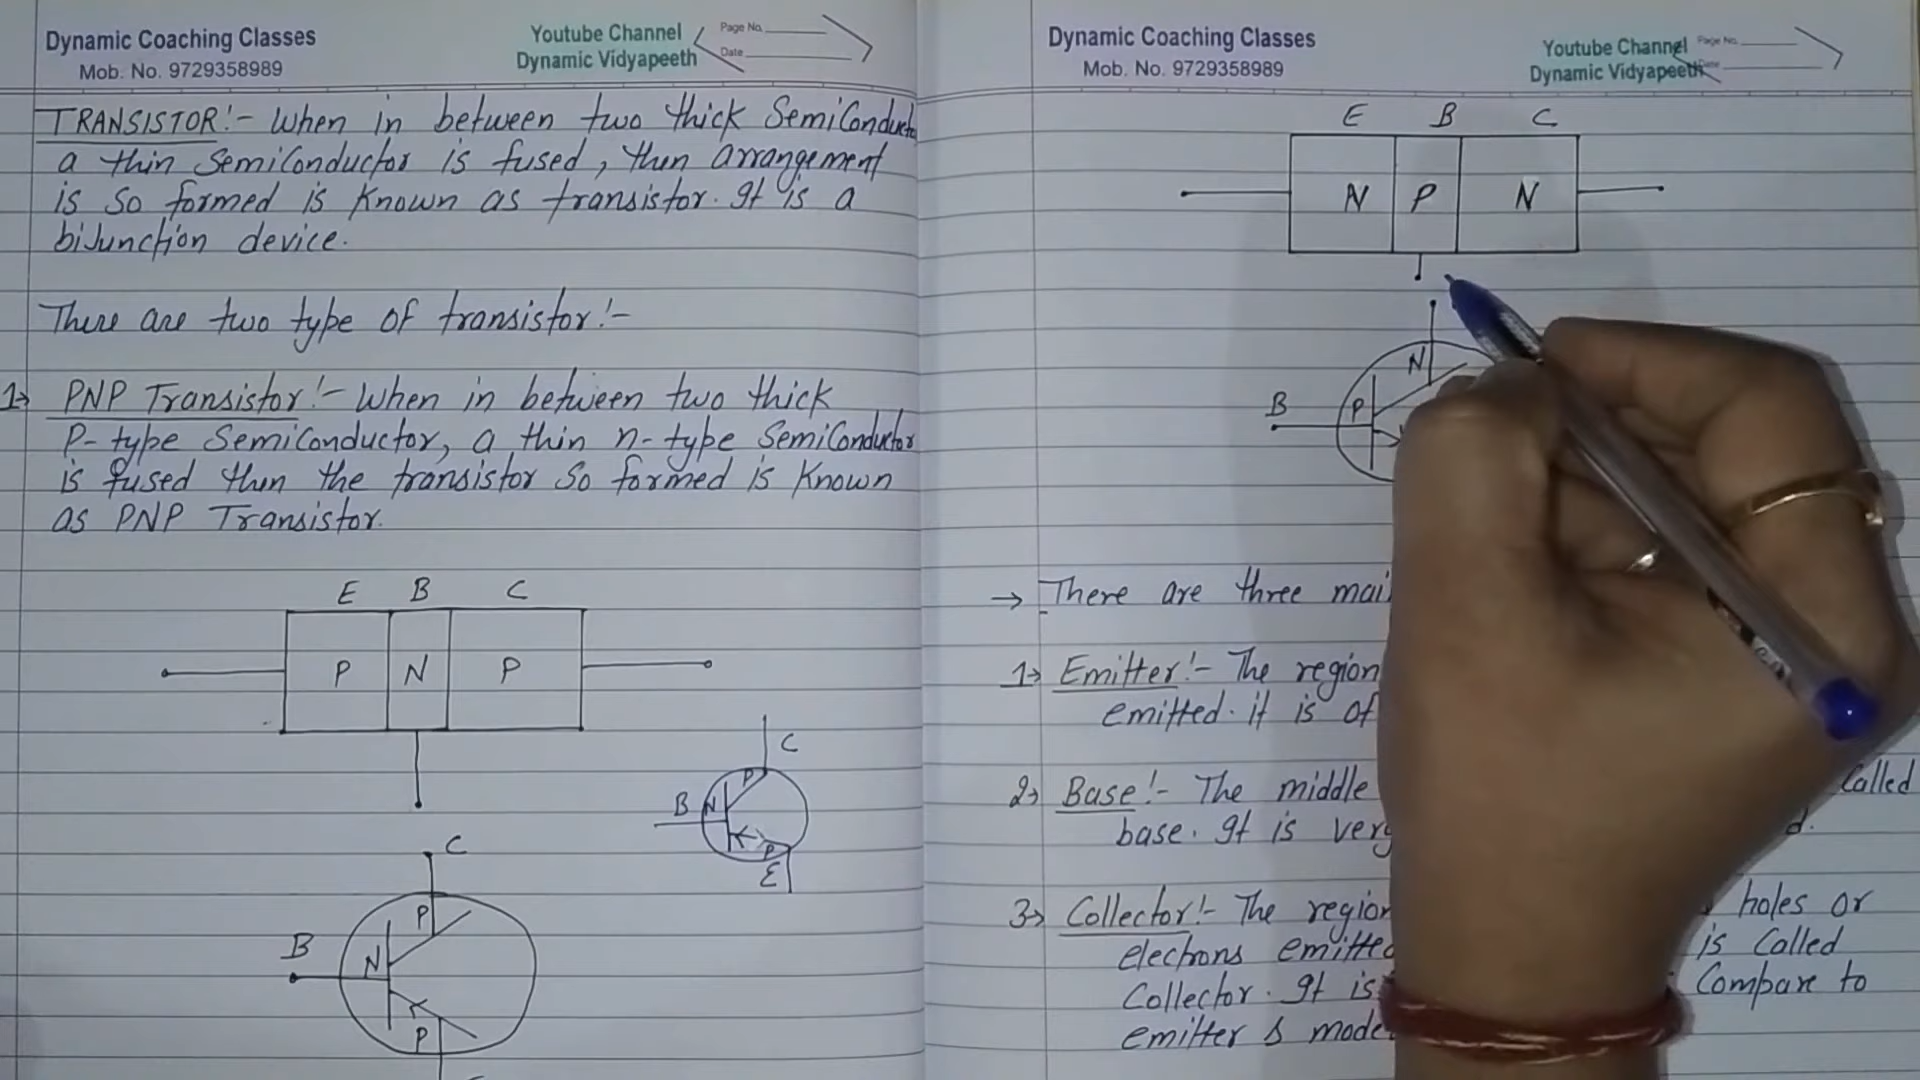 Dynamic Coaching Classes
Mob. No. 9729358989
Youtube Channel
Dynamic Vidyapeeth
Page No.
Date
TRANSISTOR:- When in between two thick SemiConduct
a thin SemiConductor is fused, then arrangement
is so formed is known as transistor. It is a
biJunction device.
There are two type of transistor:-
1→ PNP Transistor:- When in between two thick
P-type SemiConductor, a thin n-type SemiConductor
is fused then the transistor so formed is known
as PNP Transistor.
E B C
P N P
C
B N P
P
E
C
B N P
P
Dynamic Coaching Classes
Mob. No. 9729358989
Youtube Channel
Dynamic Vidyapeeth
Page No.
Date
E B C
N P N
N
B P
→ There are three mai
1→ Emitter:- The region
emitted. it is of
2→ Base:- The middle Called
base. It is very d.
3→ Collector:- The region holes or
electrons emitted is Called
Collector. It is Compare to
emitter & mode